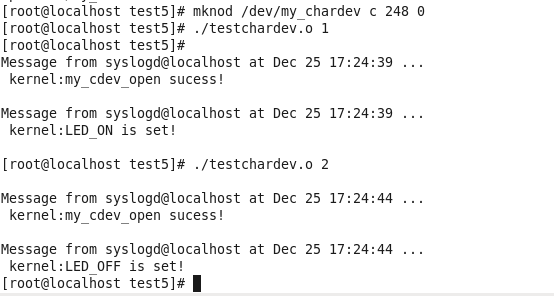 [root@localhost test5]# mknod /dev/my_chardev c 248 0
[root@localhost test5]# ./testchardev.o 1
[root@localhost test5]#
Message from syslogd@localhost at Dec 25 17:24:39 ...
 kernel:my_cdev_open sucess!

Message from syslogd@localhost at Dec 25 17:24:39 ...
 kernel:LED_ON is set!

[root@localhost test5]# ./testchardev.o 2

Message from syslogd@localhost at Dec 25 17:24:44 ...
 kernel:my_cdev_open sucess!

Message from syslogd@localhost at Dec 25 17:24:44 ...
 kernel:LED_OFF is set!
[root@localhost test5]#